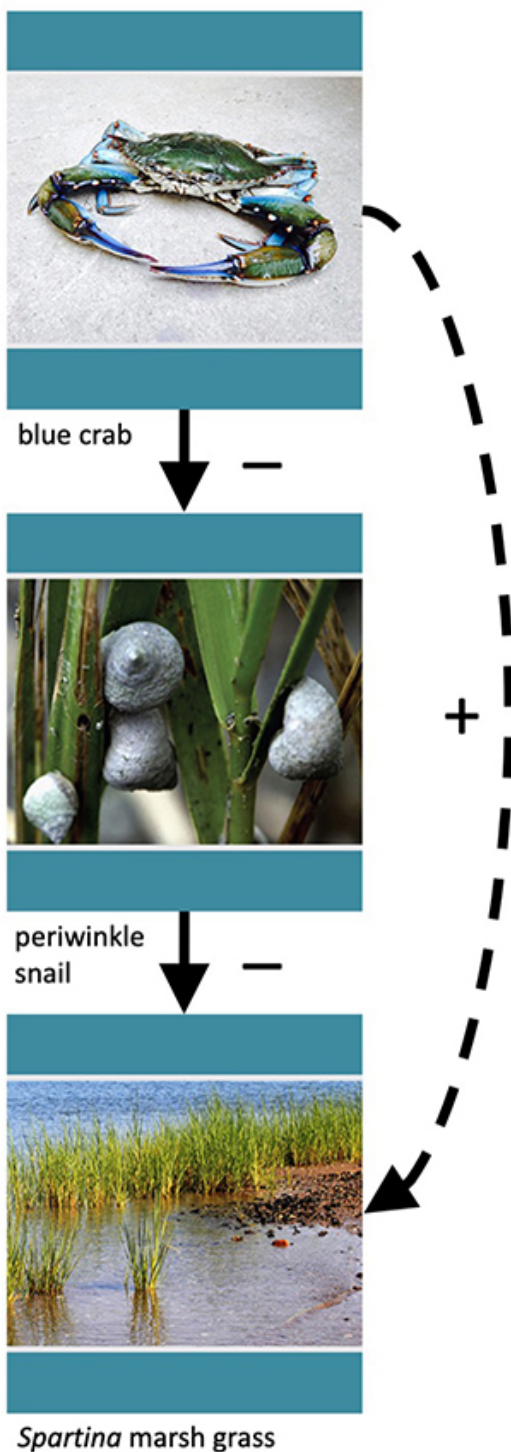 blue crab
—
+
periwinkle
snail
—
Spartina marsh grass